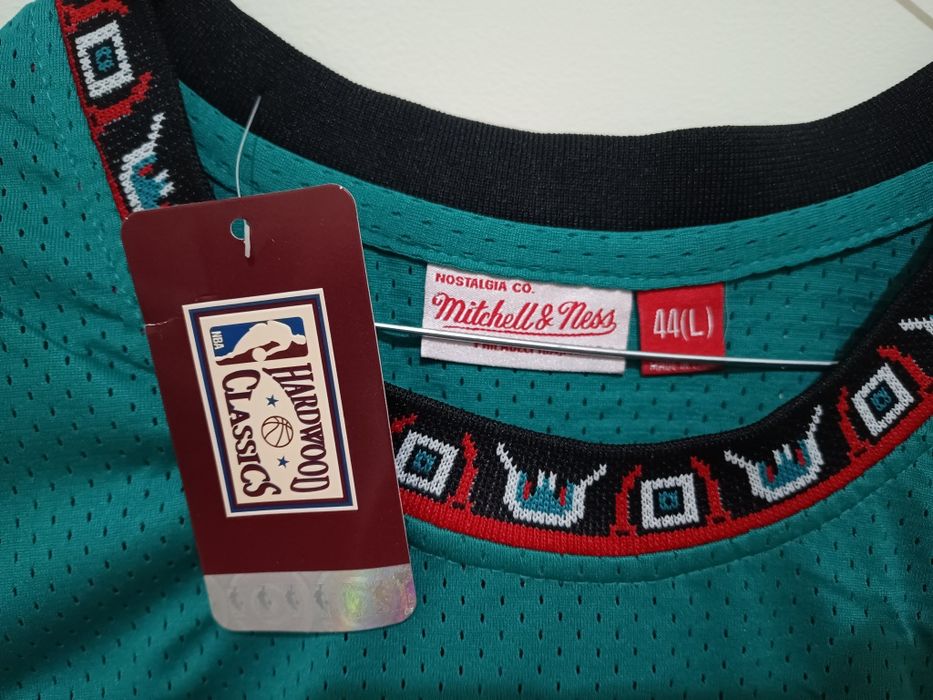 NBA
HARDWOOD
CLASSICS
NOSTALGIA CO.
Mitchell & Ness
44(L)